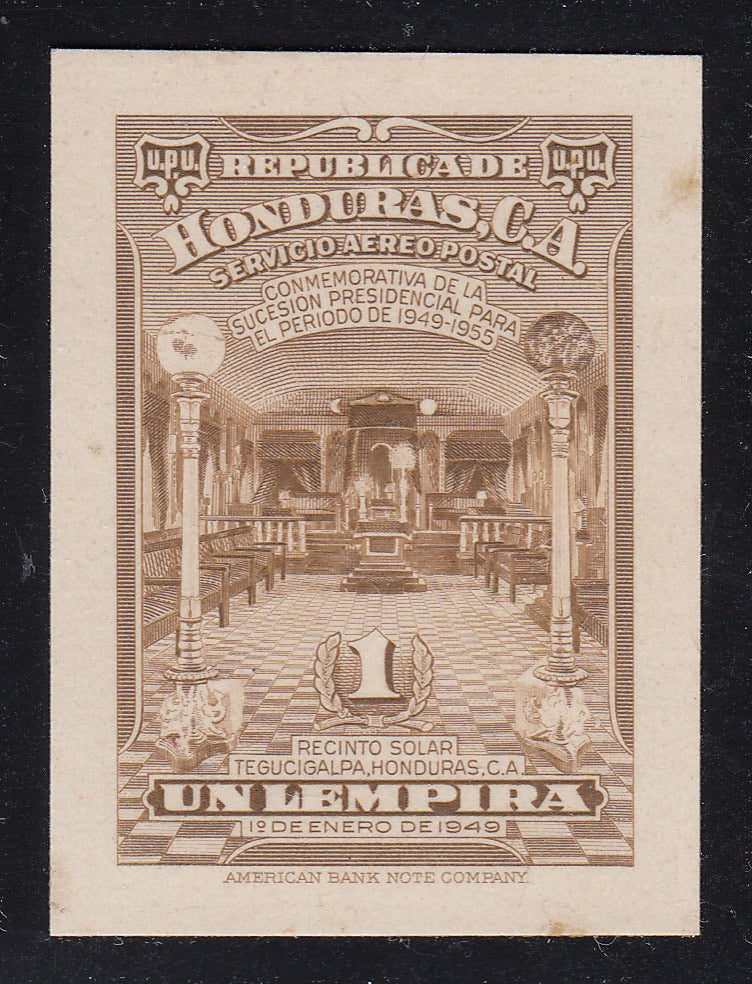 U.P.U. REPUBLICA DE U.P.U.
HONDURAS, C.A.
SERVICIO AEREO POSTAL
CONMEMORATIVA DE LA
SUCESION PRESIDENCIAL PARA
EL PERIODO DE 1949-1955
1
RECINTO SOLAR
TEGUCIGALPA, HONDURAS, C.A.
UN LEMPIRA
1º DE ENERO DE 1949
AMERICAN BANK NOTE COMPANY.